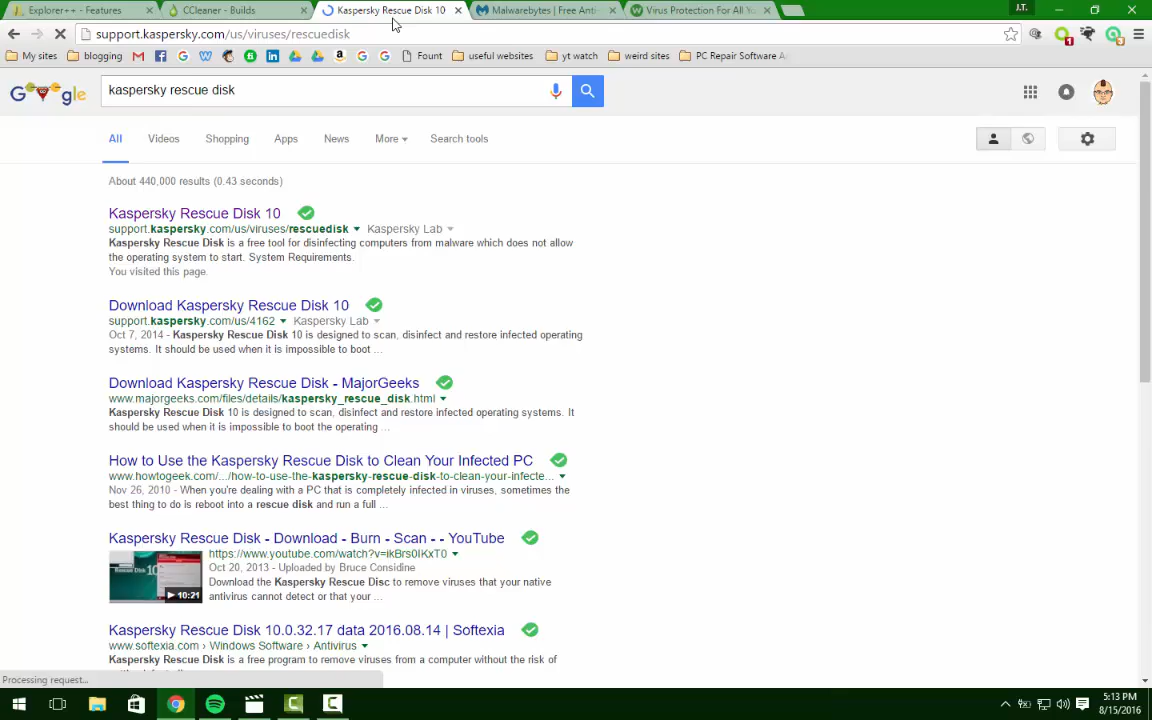 Explorer++ - Features
CCleaner - Builds
Kaspersky Rescue Disk 10
Malwarebytes | Free Anti-
Virus Protection For All Yo
J.T.
support.kaspersky.com/us/viruses/rescuedisk
My sites
blogging
Fount
useful websites
yt watch
weird sites
PC Repair Software
Google
kaspersky rescue disk
All
Videos
Shopping
Apps
News
More
Search tools
About 440,000 results (0.43 seconds)
Kaspersky Rescue Disk 10
support.kaspersky.com/us/viruses/rescuedisk Kaspersky Lab
Kaspersky Rescue Disk is a free tool for disinfecting computers from malware which does not allow
the operating system to start. System Requirements.
You visited this page.
Download Kaspersky Rescue Disk 10
support.kaspersky.com/us/4162 Kaspersky Lab
Oct 7, 2014 - Kaspersky Rescue Disk 10 is designed to scan, disinfect and restore infected operating
systems. It should be used when it is impossible to boot ...
Download Kaspersky Rescue Disk - MajorGeeks
www.majorgeeks.com/files/details/kaspersky_rescue_disk.html
Kaspersky Rescue Disk 10 is designed to scan, disinfect and restore infected operating systems. It
should be used when it is impossible to boot the operating ...
How to Use the Kaspersky Rescue Disk to Clean Your Infected PC
www.howtogeek.com/.../how-to-use-the-kaspersky-rescue-disk-to-clean-your-infecte...
Nov 26, 2010 - When you're dealing with a PC that is completely infected in viruses, sometimes the
best thing to do is reboot into a rescue disk and run a full ...
Kaspersky Rescue Disk - Download - Burn - Scan - - YouTube
https://www.youtube.com/watch?v=ikBrs0IKxT0
Oct 20, 2013 - Uploaded by Bruce Considine
Download the Kaspersky Rescue Disc to remove viruses that your native
antivirus cannot detect or that your ...
10:21
Kaspersky Rescue Disk 10.0.32.17 data 2016.08.14 | Softexia
www.softexia.com › Windows Software › Antivirus
Kaspersky Rescue Disk is a free program to remove viruses from a computer without the risk of
Processing request...
5:13 PM
8/15/2016